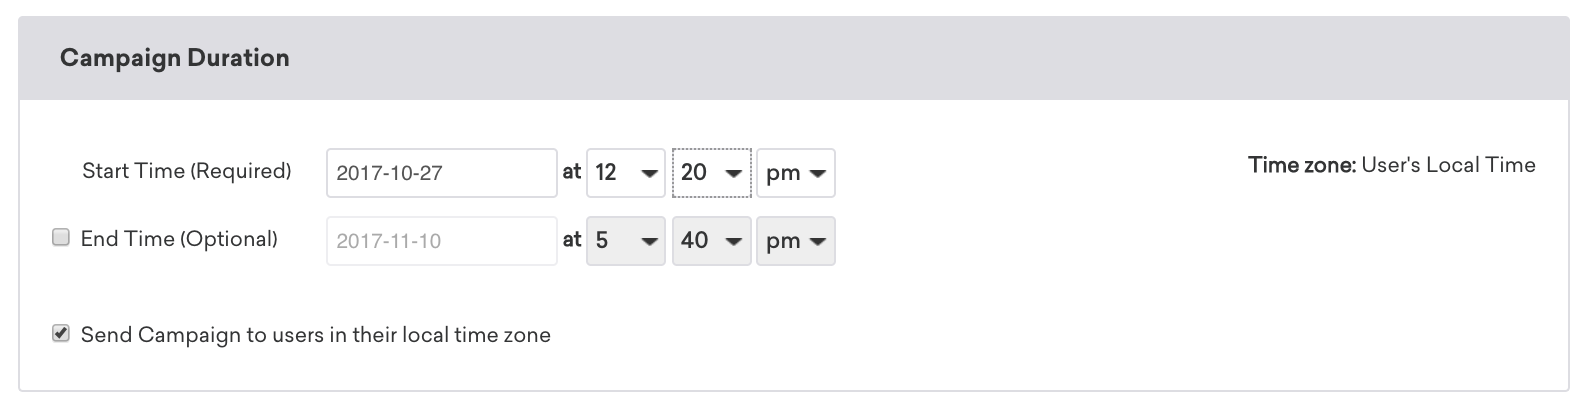 Campaign Duration
Start Time (Required) 2017-10-27 at 12 20 pm Time zone: User's Local Time
End Time (Optional) 2017-11-10 at 5 40 pm
Send Campaign to users in their local time zone